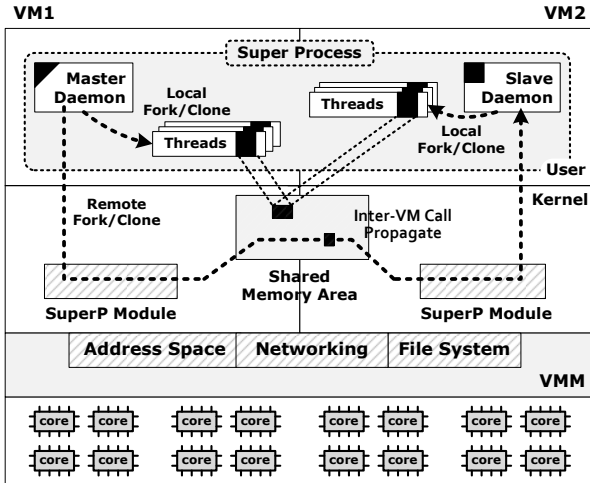 VM1
VM2
Super Process
Master
Daemon
Local
Fork/Clone
Threads
Threads
Slave
Daemon
Local
Fork/Clone
User
Kernel
Remote
Fork/Clone
Inter-VM Call
Propagate
Shared
Memory Area
SuperP Module
SuperP Module
Address Space
Networking
File System
VMM
core core core core core core core core
core core core core core core core core